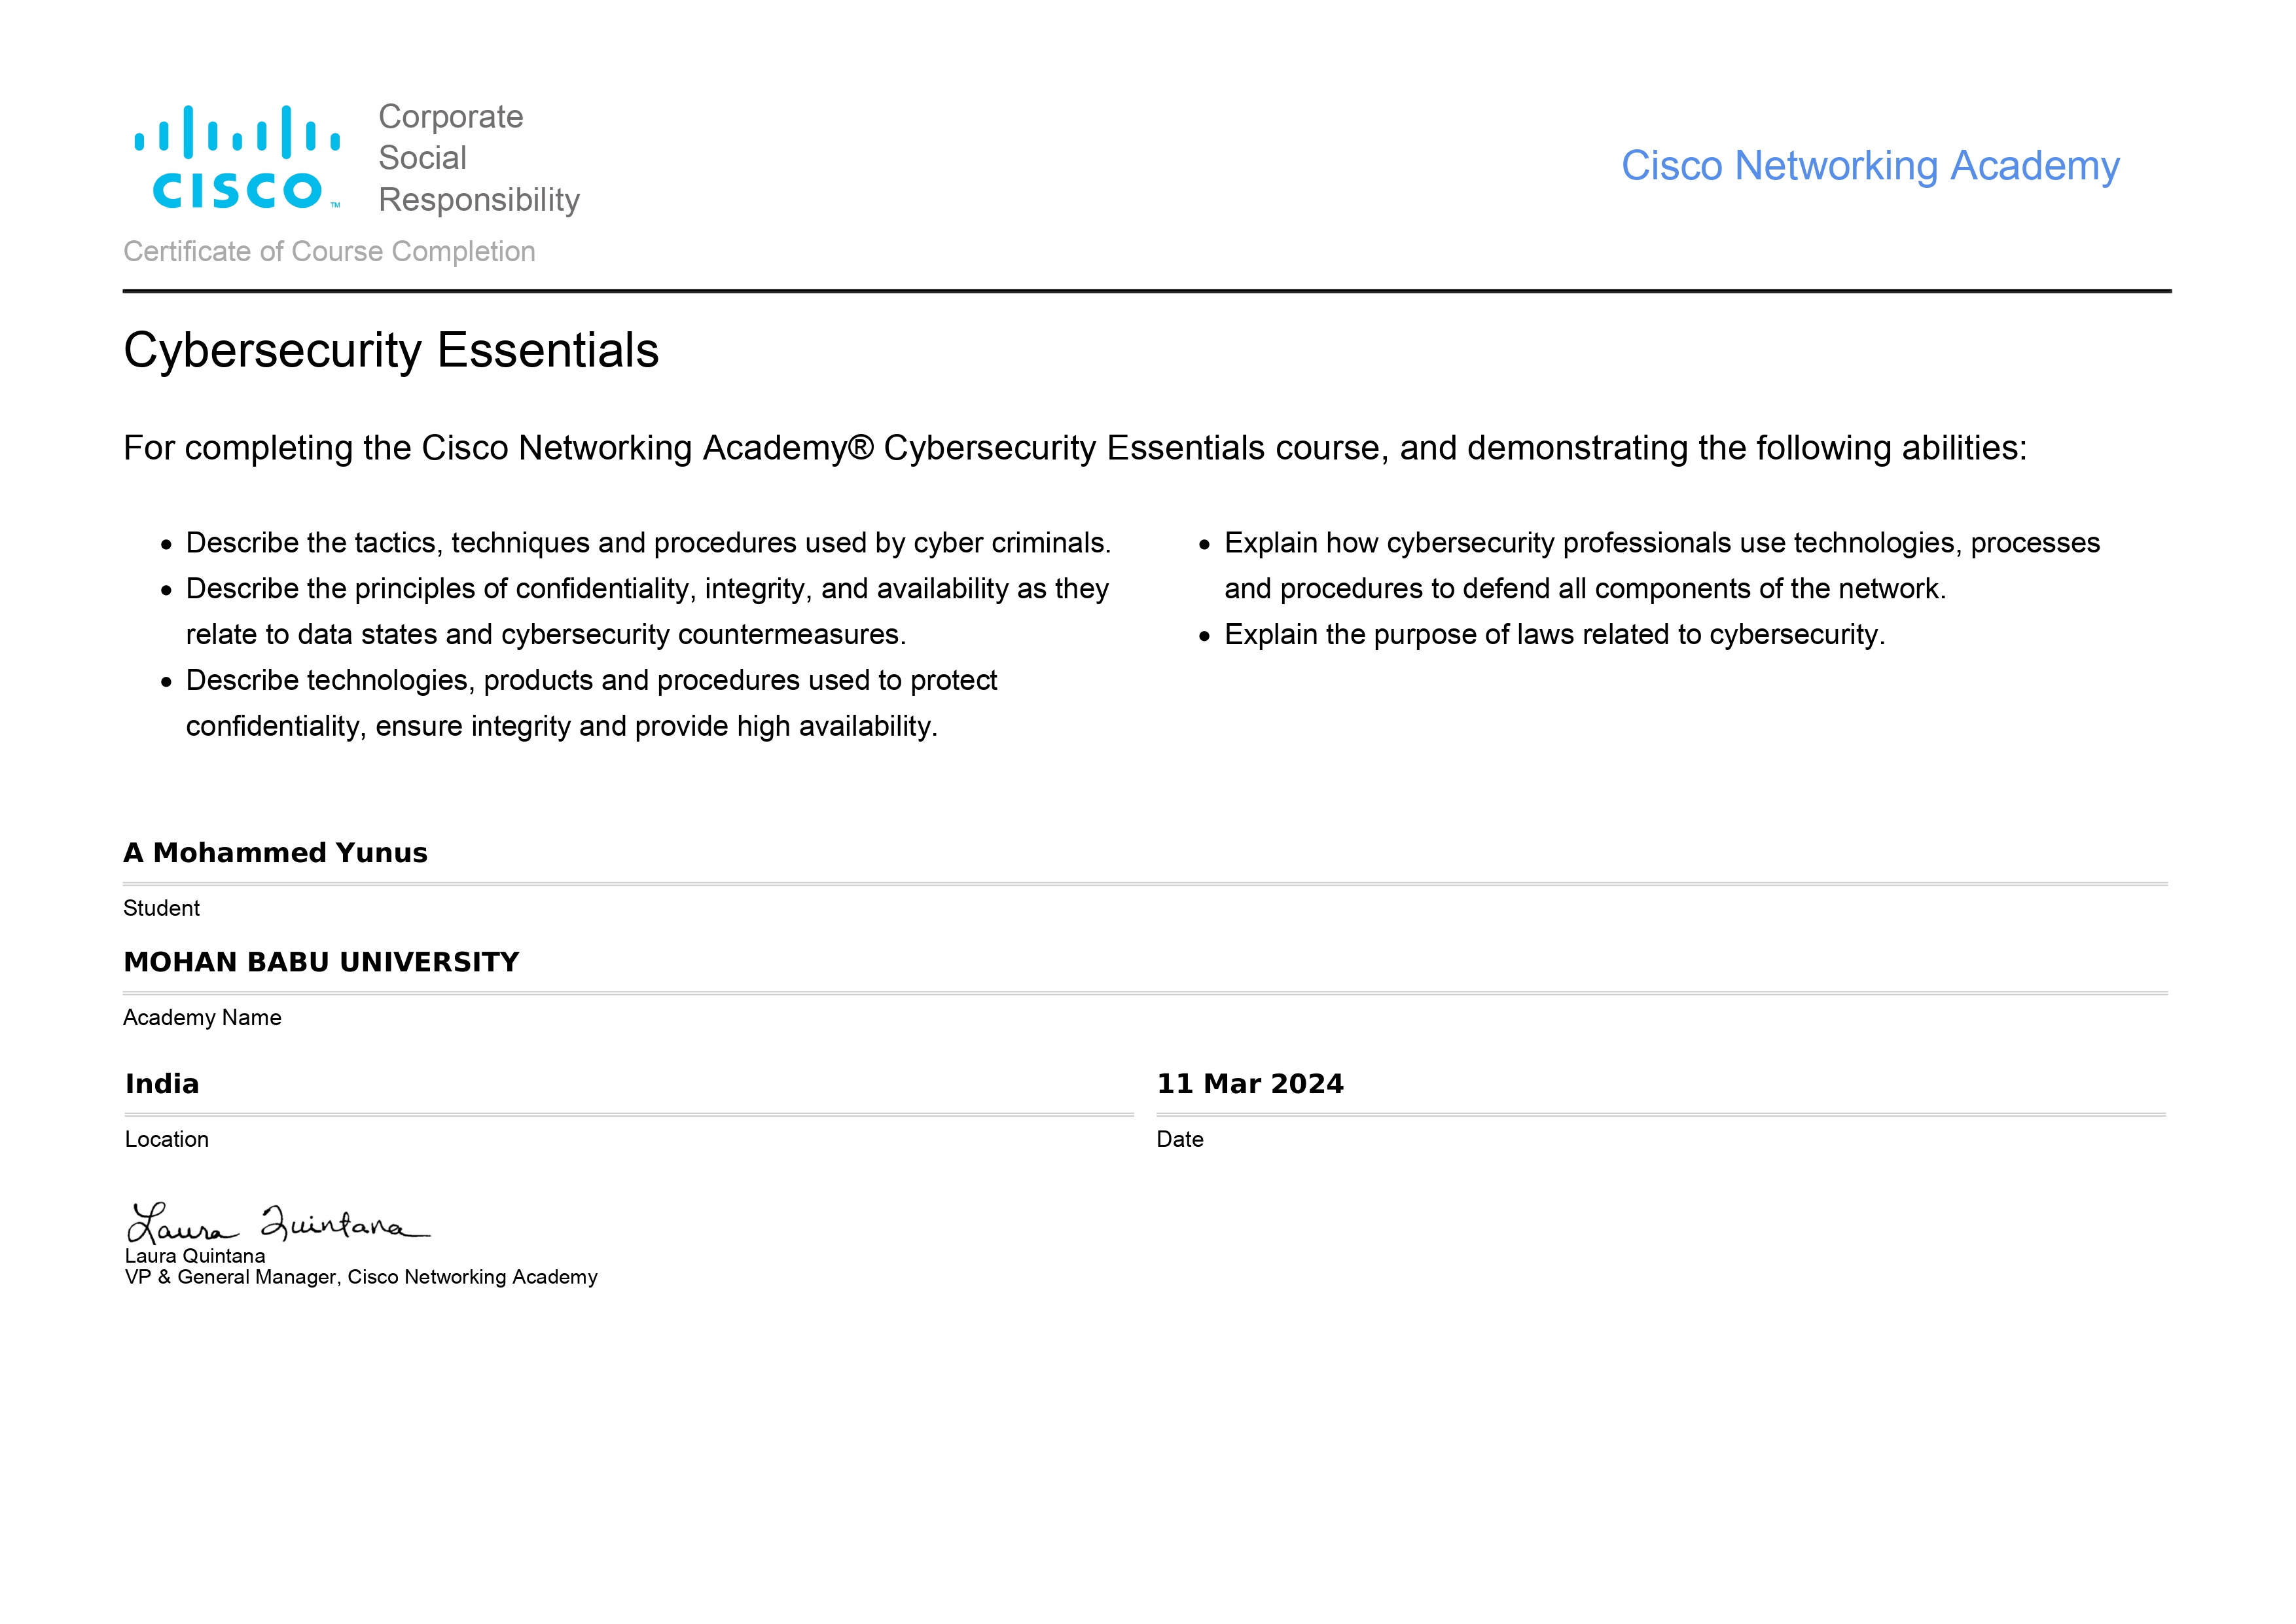 Corporate
Social
Responsibility
CISCO™
Cisco Networking Academy
Certificate of Course Completion
Cybersecurity Essentials
For completing the Cisco Networking Academy® Cybersecurity Essentials course, and demonstrating the following abilities:
• Describe the tactics, techniques and procedures used by cyber criminals.
• Describe the principles of confidentiality, integrity, and availability as they
relate to data states and cybersecurity countermeasures.
• Describe technologies, products and procedures used to protect
confidentiality, ensure integrity and provide high availability.
• Explain how cybersecurity professionals use technologies, processes
and procedures to defend all components of the network.
• Explain the purpose of laws related to cybersecurity.
A Mohammed Yunus
Student
MOHAN BABU UNIVERSITY
Academy Name
India
Location
11 Mar 2024
Date
Laura Quintana
Laura Quintana
VP & General Manager, Cisco Networking Academy